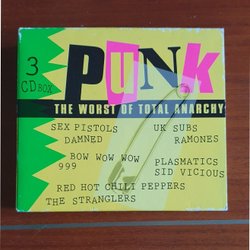 3
CD BOX
PUNK
THE WORST OF TOTAL ANARCHY
SEX PISTOLS UK SUBS
DAMNED RAMONES
BOW WOW WOW PLASMATICS
999 SID VICIOUS
RED HOT CHILI PEPPERS
THE STRANGLERS